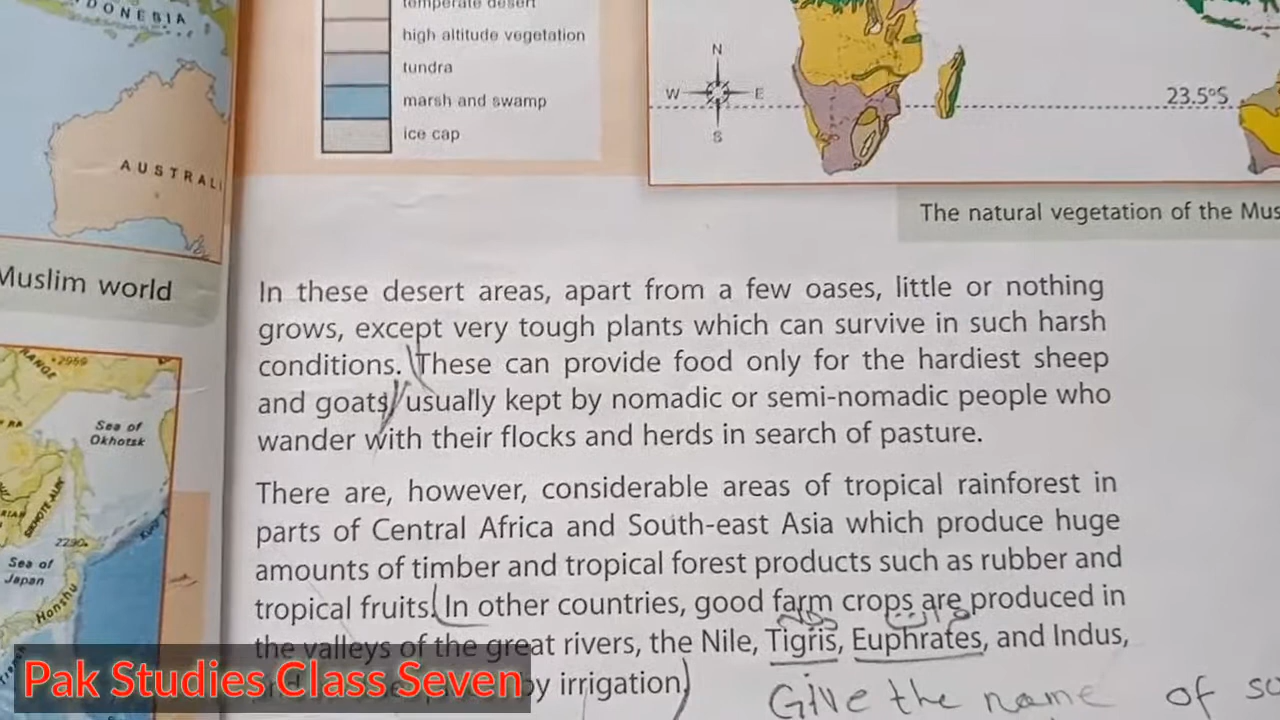 DONESIA
temperate desert
high altitude vegetation
tundra
marsh and swamp
ice cap
N
W E
S
23.5°S
AUSTRALI
The natural vegetation of the Mus
Muslim world
In these desert areas, apart from a few oases, little or nothing
grows, except very tough plants which can survive in such harsh
conditions. These can provide food only for the hardiest sheep
and goats, usually kept by nomadic or semi-nomadic people who
wander with their flocks and herds in search of pasture.
RANGE
2959
Sea of
Okhotsk
2290
Sea of
Japan
Honshu
There are, however, considerable areas of tropical rainforest in
parts of Central Africa and South-east Asia which produce huge
amounts of timber and tropical forest products such as rubber and
tropical fruits. In other countries, good farm crops are produced in
the valleys of the great rivers, the Nile, Tigris, Euphrates, and Indus,
by irrigation.
Give the name of so
Pak Studies Class Seven